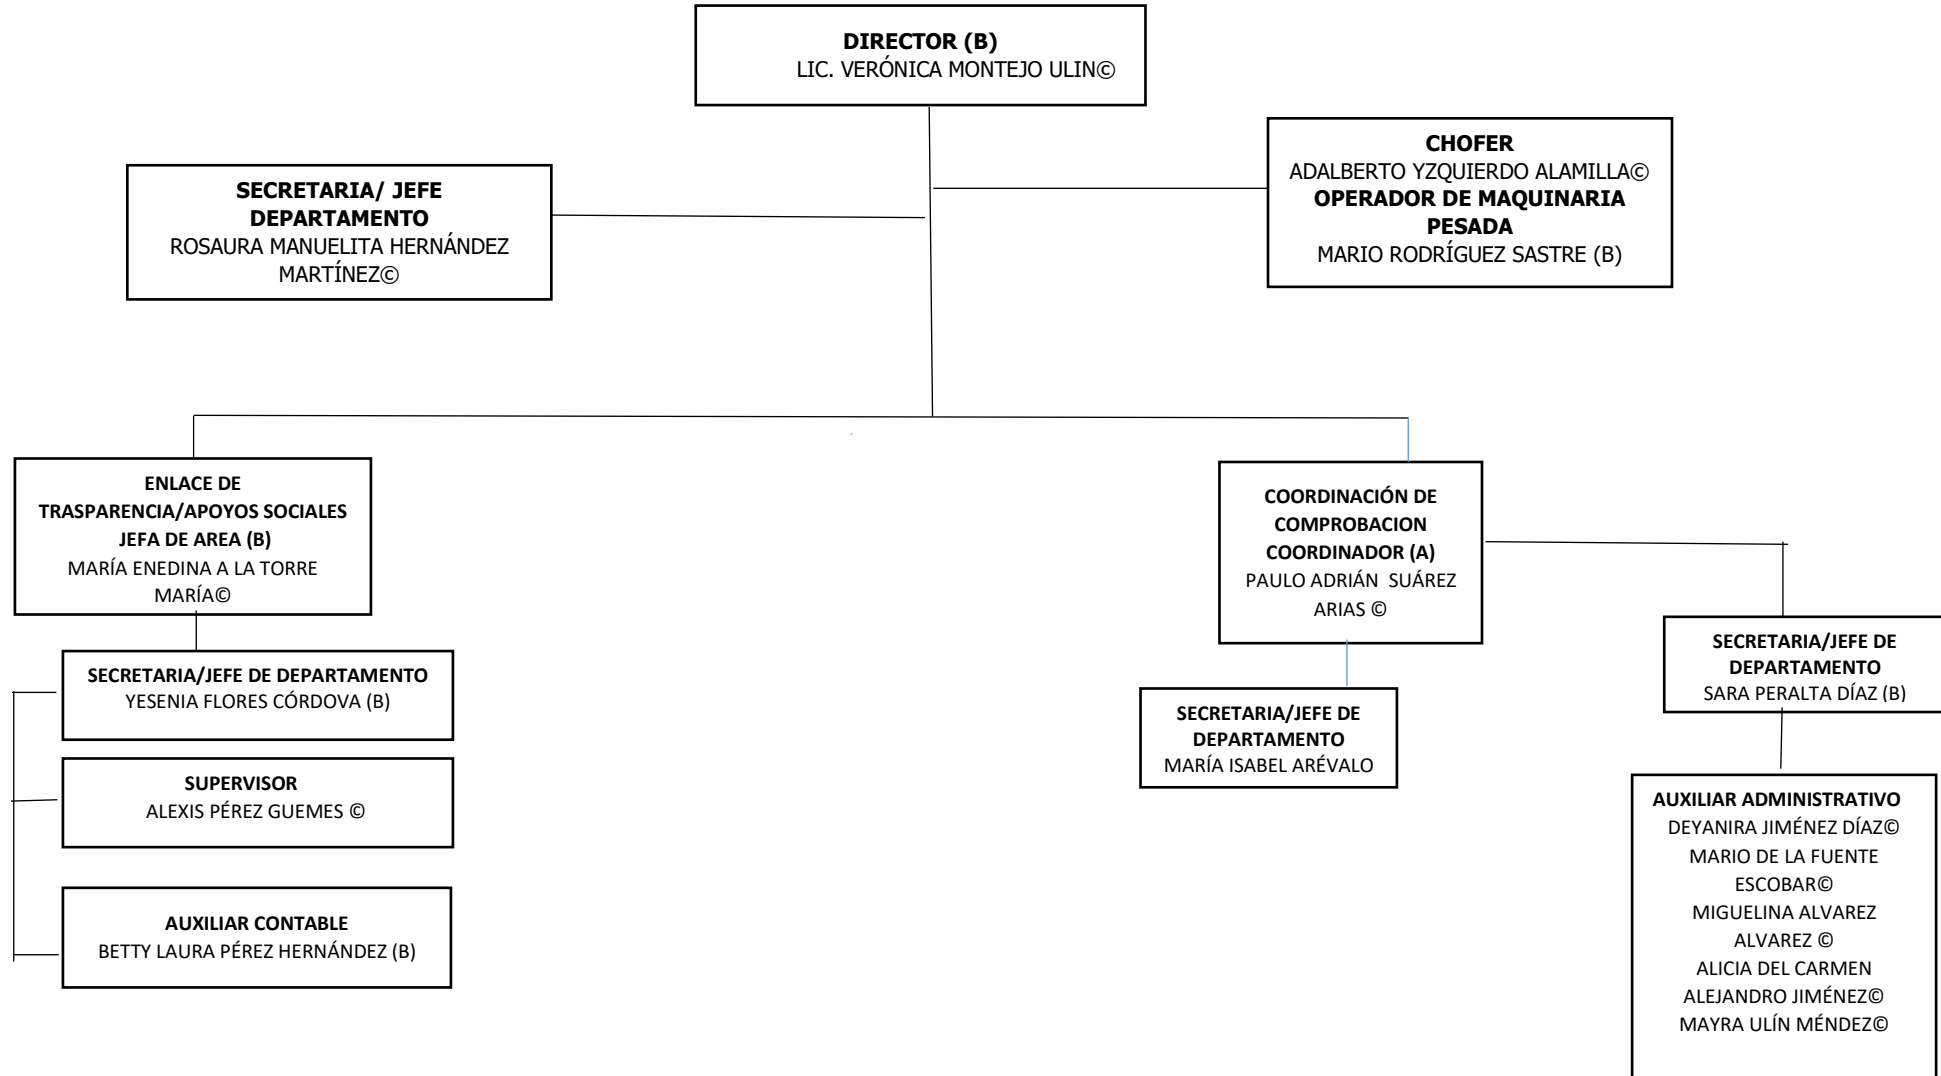 DIRECTOR (B)
LIC. VERÓNICA MONTEJO ULIN©
CHOFER
ADALBERTO YZQUIERDO ALAMILLA©
OPERADOR DE MAQUINARIA
PESADA
MARIO RODRÍGUEZ SASTRE (B)
SECRETARIA/ JEFE
DEPARTAMENTO
ROSAURA MANUELITA HERNÁNDEZ
MARTÍNEZ©
ENLACE DE
TRASPARENCIA/APOYOS SOCIALES
JEFA DE AREA (B)
MARÍA ENEDINA A LA TORRE
MARÍA©
SECRETARIA/JEFE DE DEPARTAMENTO
YESENIA FLORES CÓRDOVA (B)
SUPERVISOR
ALEXIS PÉREZ GUEMES ©
AUXILIAR CONTABLE
BETTY LAURA PÉREZ HERNÁNDEZ (B)
COORDINACIÓN DE
COMPROBACION
COORDINADOR (A)
PAULO ADRIÁN  SUÁREZ
ARIAS ©
SECRETARIA/JEFE DE
DEPARTAMENTO
MARÍA ISABEL ARÉVALO
SECRETARIA/JEFE DE
DEPARTAMENTO
SARA PERALTA DÍAZ (B)
AUXILIAR ADMINISTRATIVO
DEYANIRA JIMÉNEZ DÍAZ©
MARIO DE LA FUENTE
ESCOBAR©
MIGUELINA ALVAREZ
ALVAREZ ©
ALICIA DEL CARMEN
ALEJANDRO JIMÉNEZ©
MAYRA ULÍN MÉNDEZ©